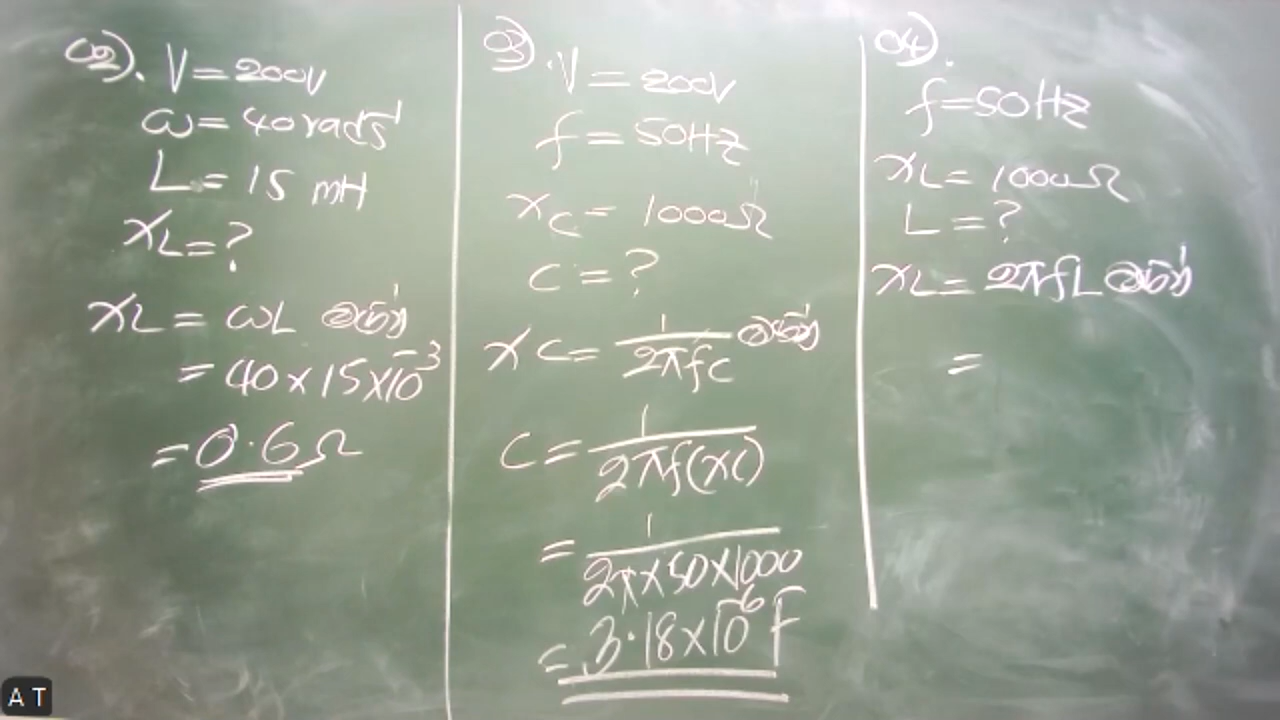 02). V = 200V
ω = 40 rads⁻¹
L = 15 mH
XL = ?
XL = ωL මගින්
= 40 × 15 × 10⁻³
= 0.6Ω
03). V = 200V
f = 50Hz
XC = 1000Ω
C = ?
XC = 1/2πfC මගින්
C = 1/2πf(XC)
= 1/2π × 50 × 1000
= 3.18 × 10⁻⁶ F
04).
f = 50Hz
XL = 1000Ω
L = ?
XL = 2πfL මගින්
=
A T